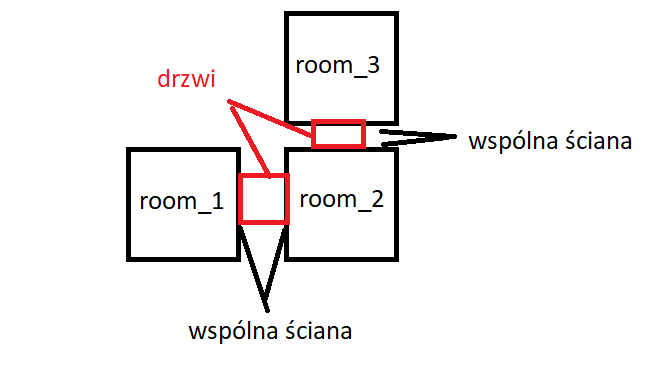 room_3
drzwi
wspólna ściana
room_1
room_2
wspólna ściana